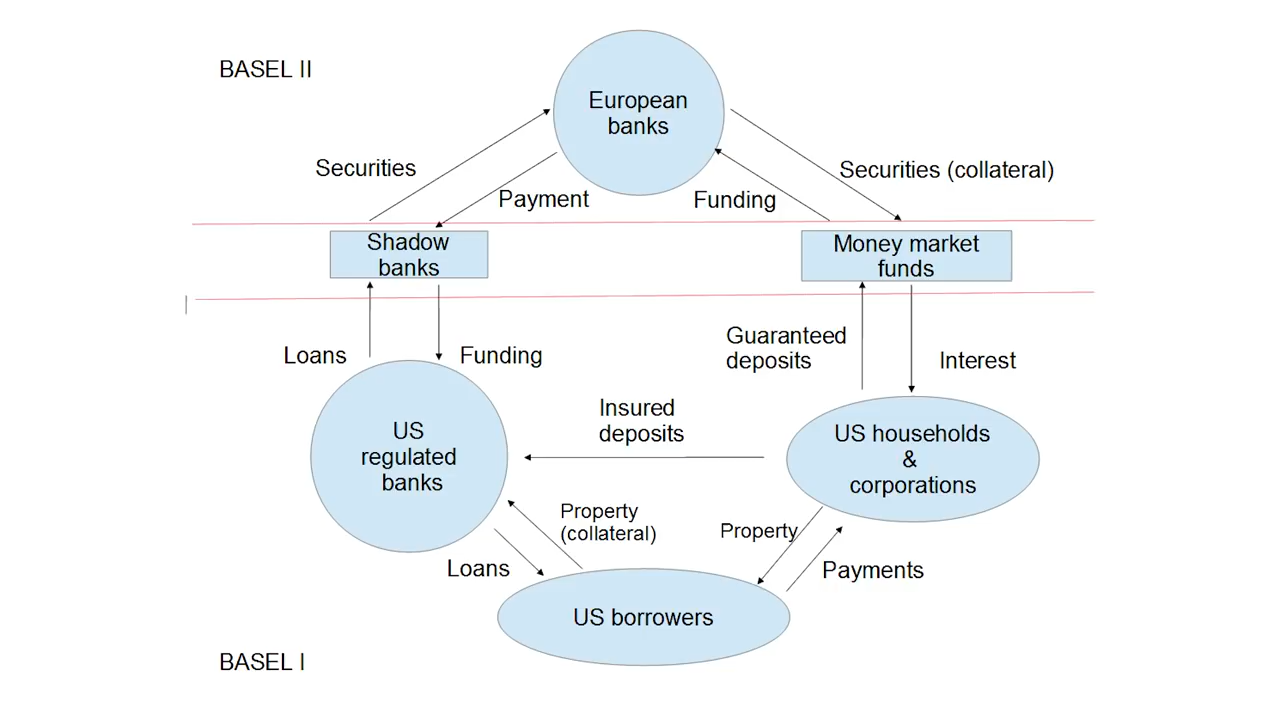 BASEL II
European
banks
Securities
Securities (collateral)
Payment
Funding
Shadow
banks
Money market
funds
Guaranteed
deposits
Loans
Funding
Interest
Insured
deposits
US
regulated
banks
US households
&
corporations
Property
(collateral)
Property
Loans
Payments
US borrowers
BASEL I